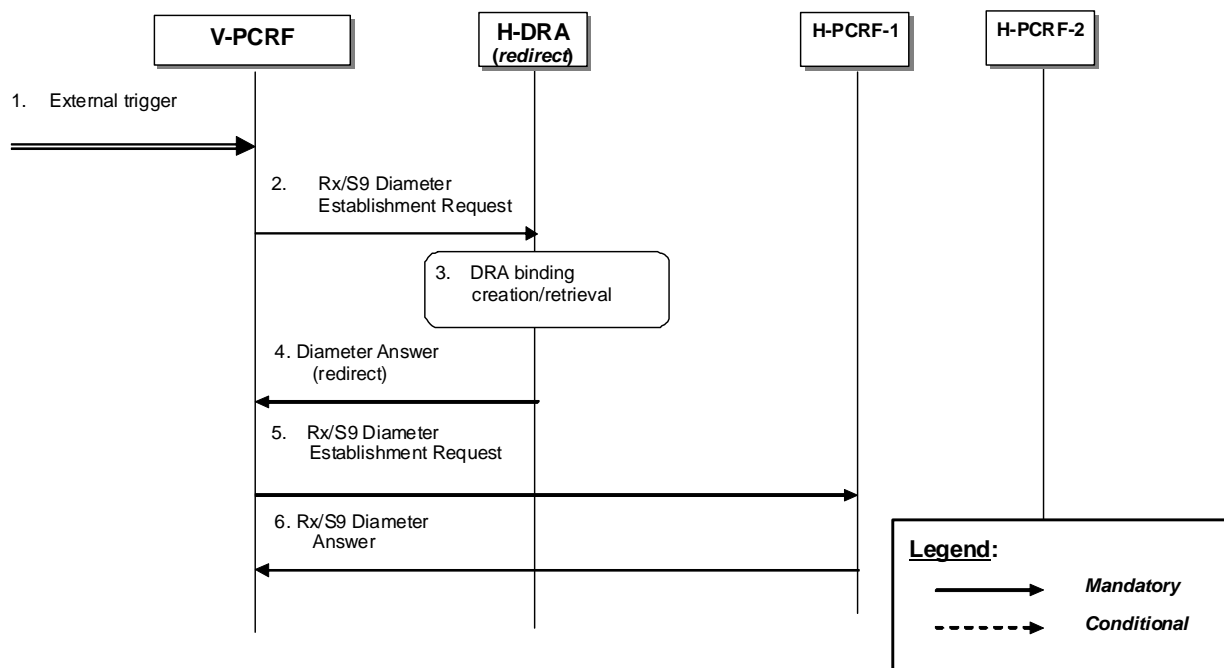 V-PCRF
H-DRA
(redirect)
H-PCRF-1
H-PCRF-2
1. External trigger
2. Rx/S9 Diameter
Establishment Request
3. DRA binding
creation/retrieval
4. Diameter Answer
(redirect)
5. Rx/S9 Diameter
Establishment Request
6. Rx/S9 Diameter
Answer
Legend:
Mandatory
Conditional